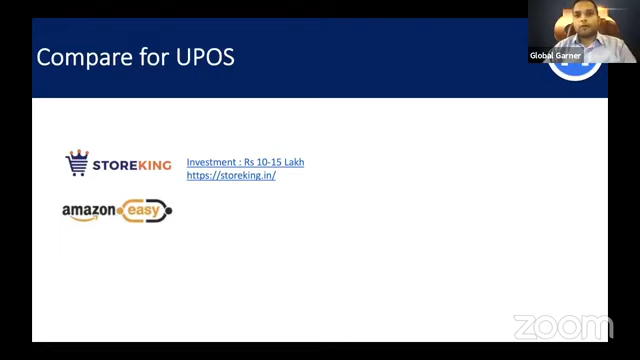 Compare for UPOS
Global Garner
STOREKING
Investment : Rs 10-15 Lakh
https://storeking.in/
amazon easy
zoom